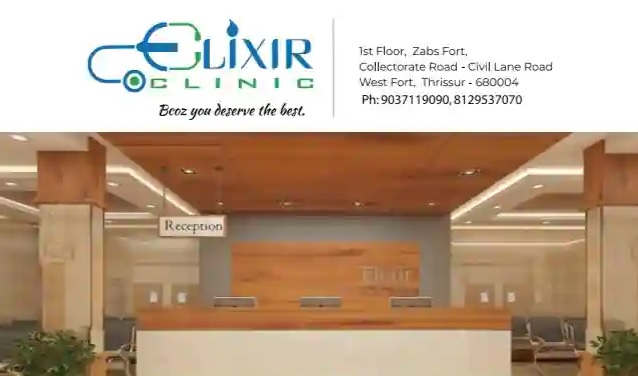 ELIXIR
CLINIC
Bcoz you deserve the best.
1st Floor, Zabs Fort,
Collectorate Road - Civil Lane Road
West Fort, Thrissur - 680004
Ph: 9037119090, 8129537070
Reception
Elixir